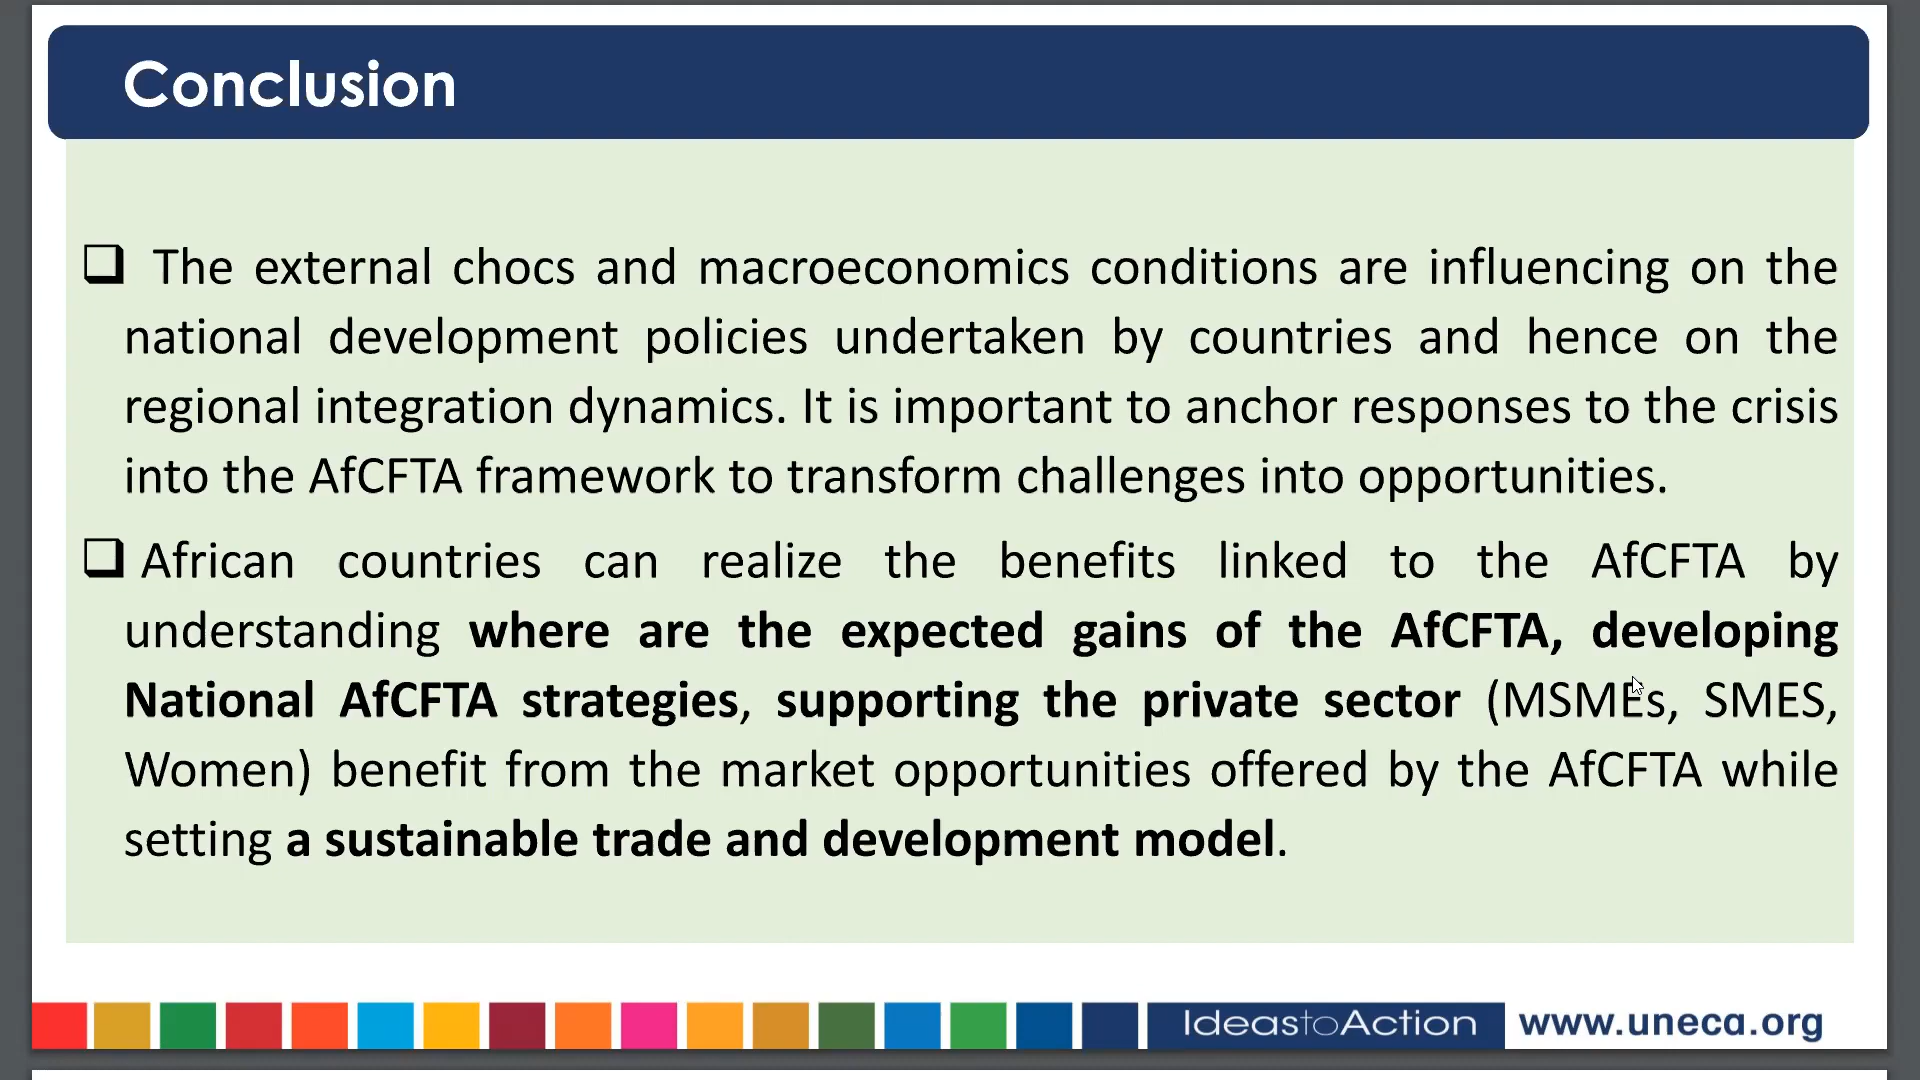 Conclusion
The external chocs and macroeconomics conditions are influencing on the
national development policies undertaken by countries and hence on the
regional integration dynamics. It is important to anchor responses to the crisis
into the AfCFTA framework to transform challenges into opportunities.
African countries can realize the benefits linked to the AfCFTA by
understanding where are the expected gains of the AfCFTA, developing
National AfCFTA strategies, supporting the private sector (MSMEs, SMES,
Women) benefit from the market opportunities offered by the AfCFTA while
setting a sustainable trade and development model.
IdeastoAction www.uneca.org